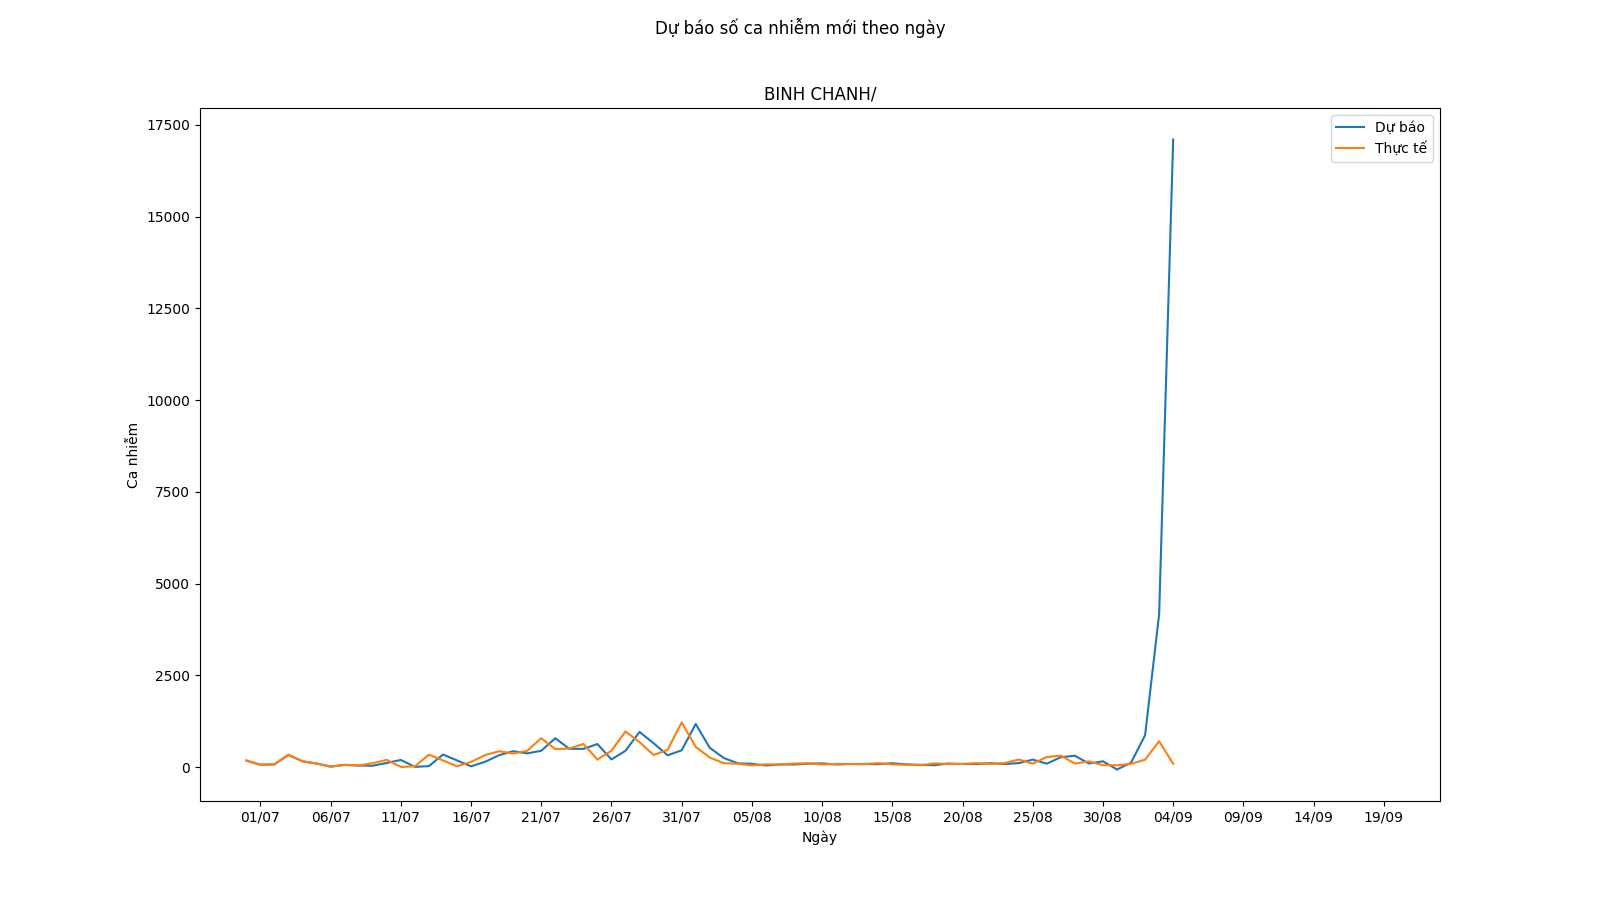 Dự báo số ca nhiễm mới theo ngày
BINH CHANH/
Dự báo
Thực tế
17500
15000
12500
10000
7500
5000
2500
0
Ca nhiễm
01/07 06/07 11/07 16/07 21/07 26/07 31/07 05/08 10/08 15/08 20/08 25/08 30/08 04/09 09/09 14/09 19/09
Ngày